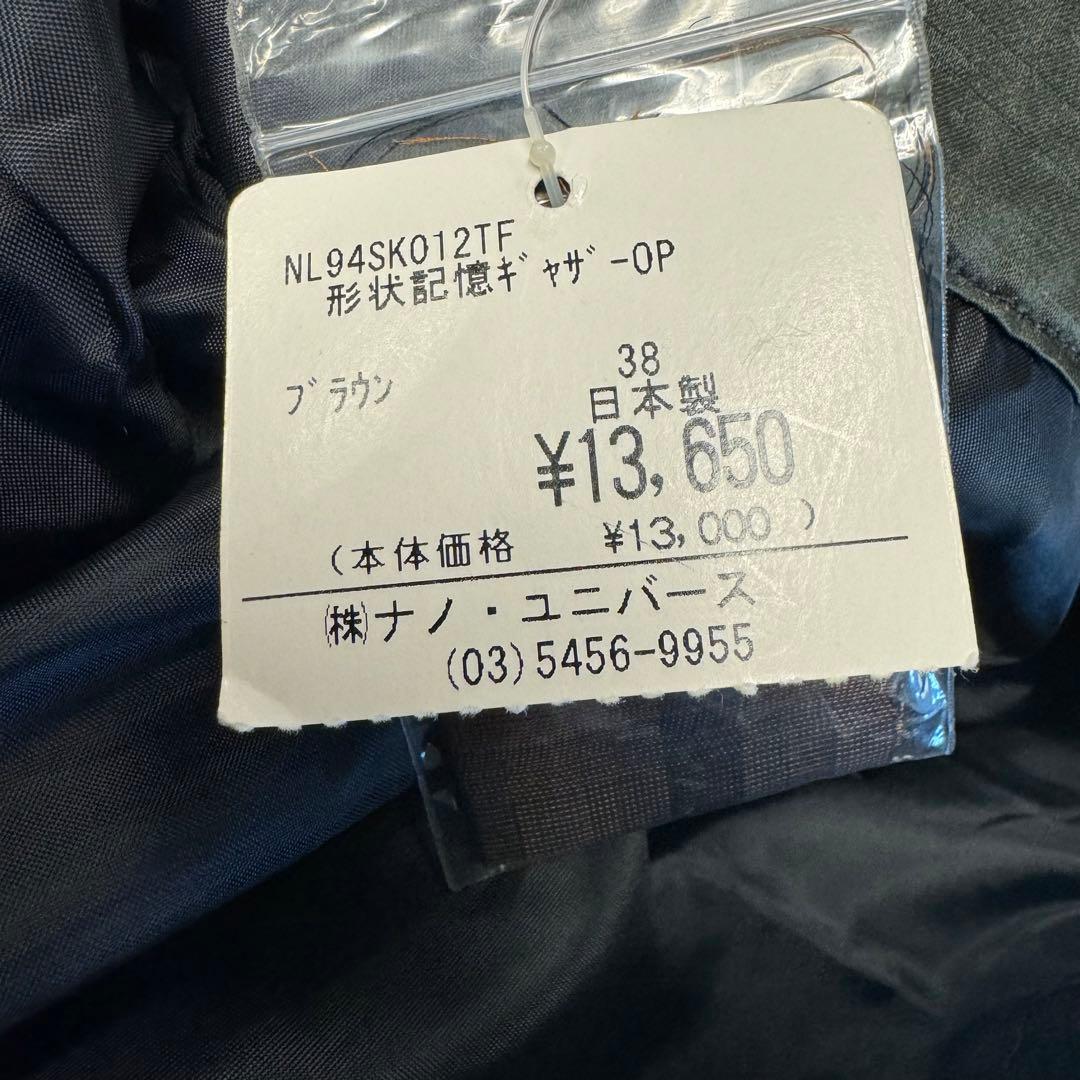 NL94SK012TF
形状記憶ｷﾞｬｻﾞｰOP
38
ﾌﾞﾗｳﾝ
日本製
¥13,650
(本体価格 ¥13,000 )
㈱ナノ・ユニバース
(03)5456-9955